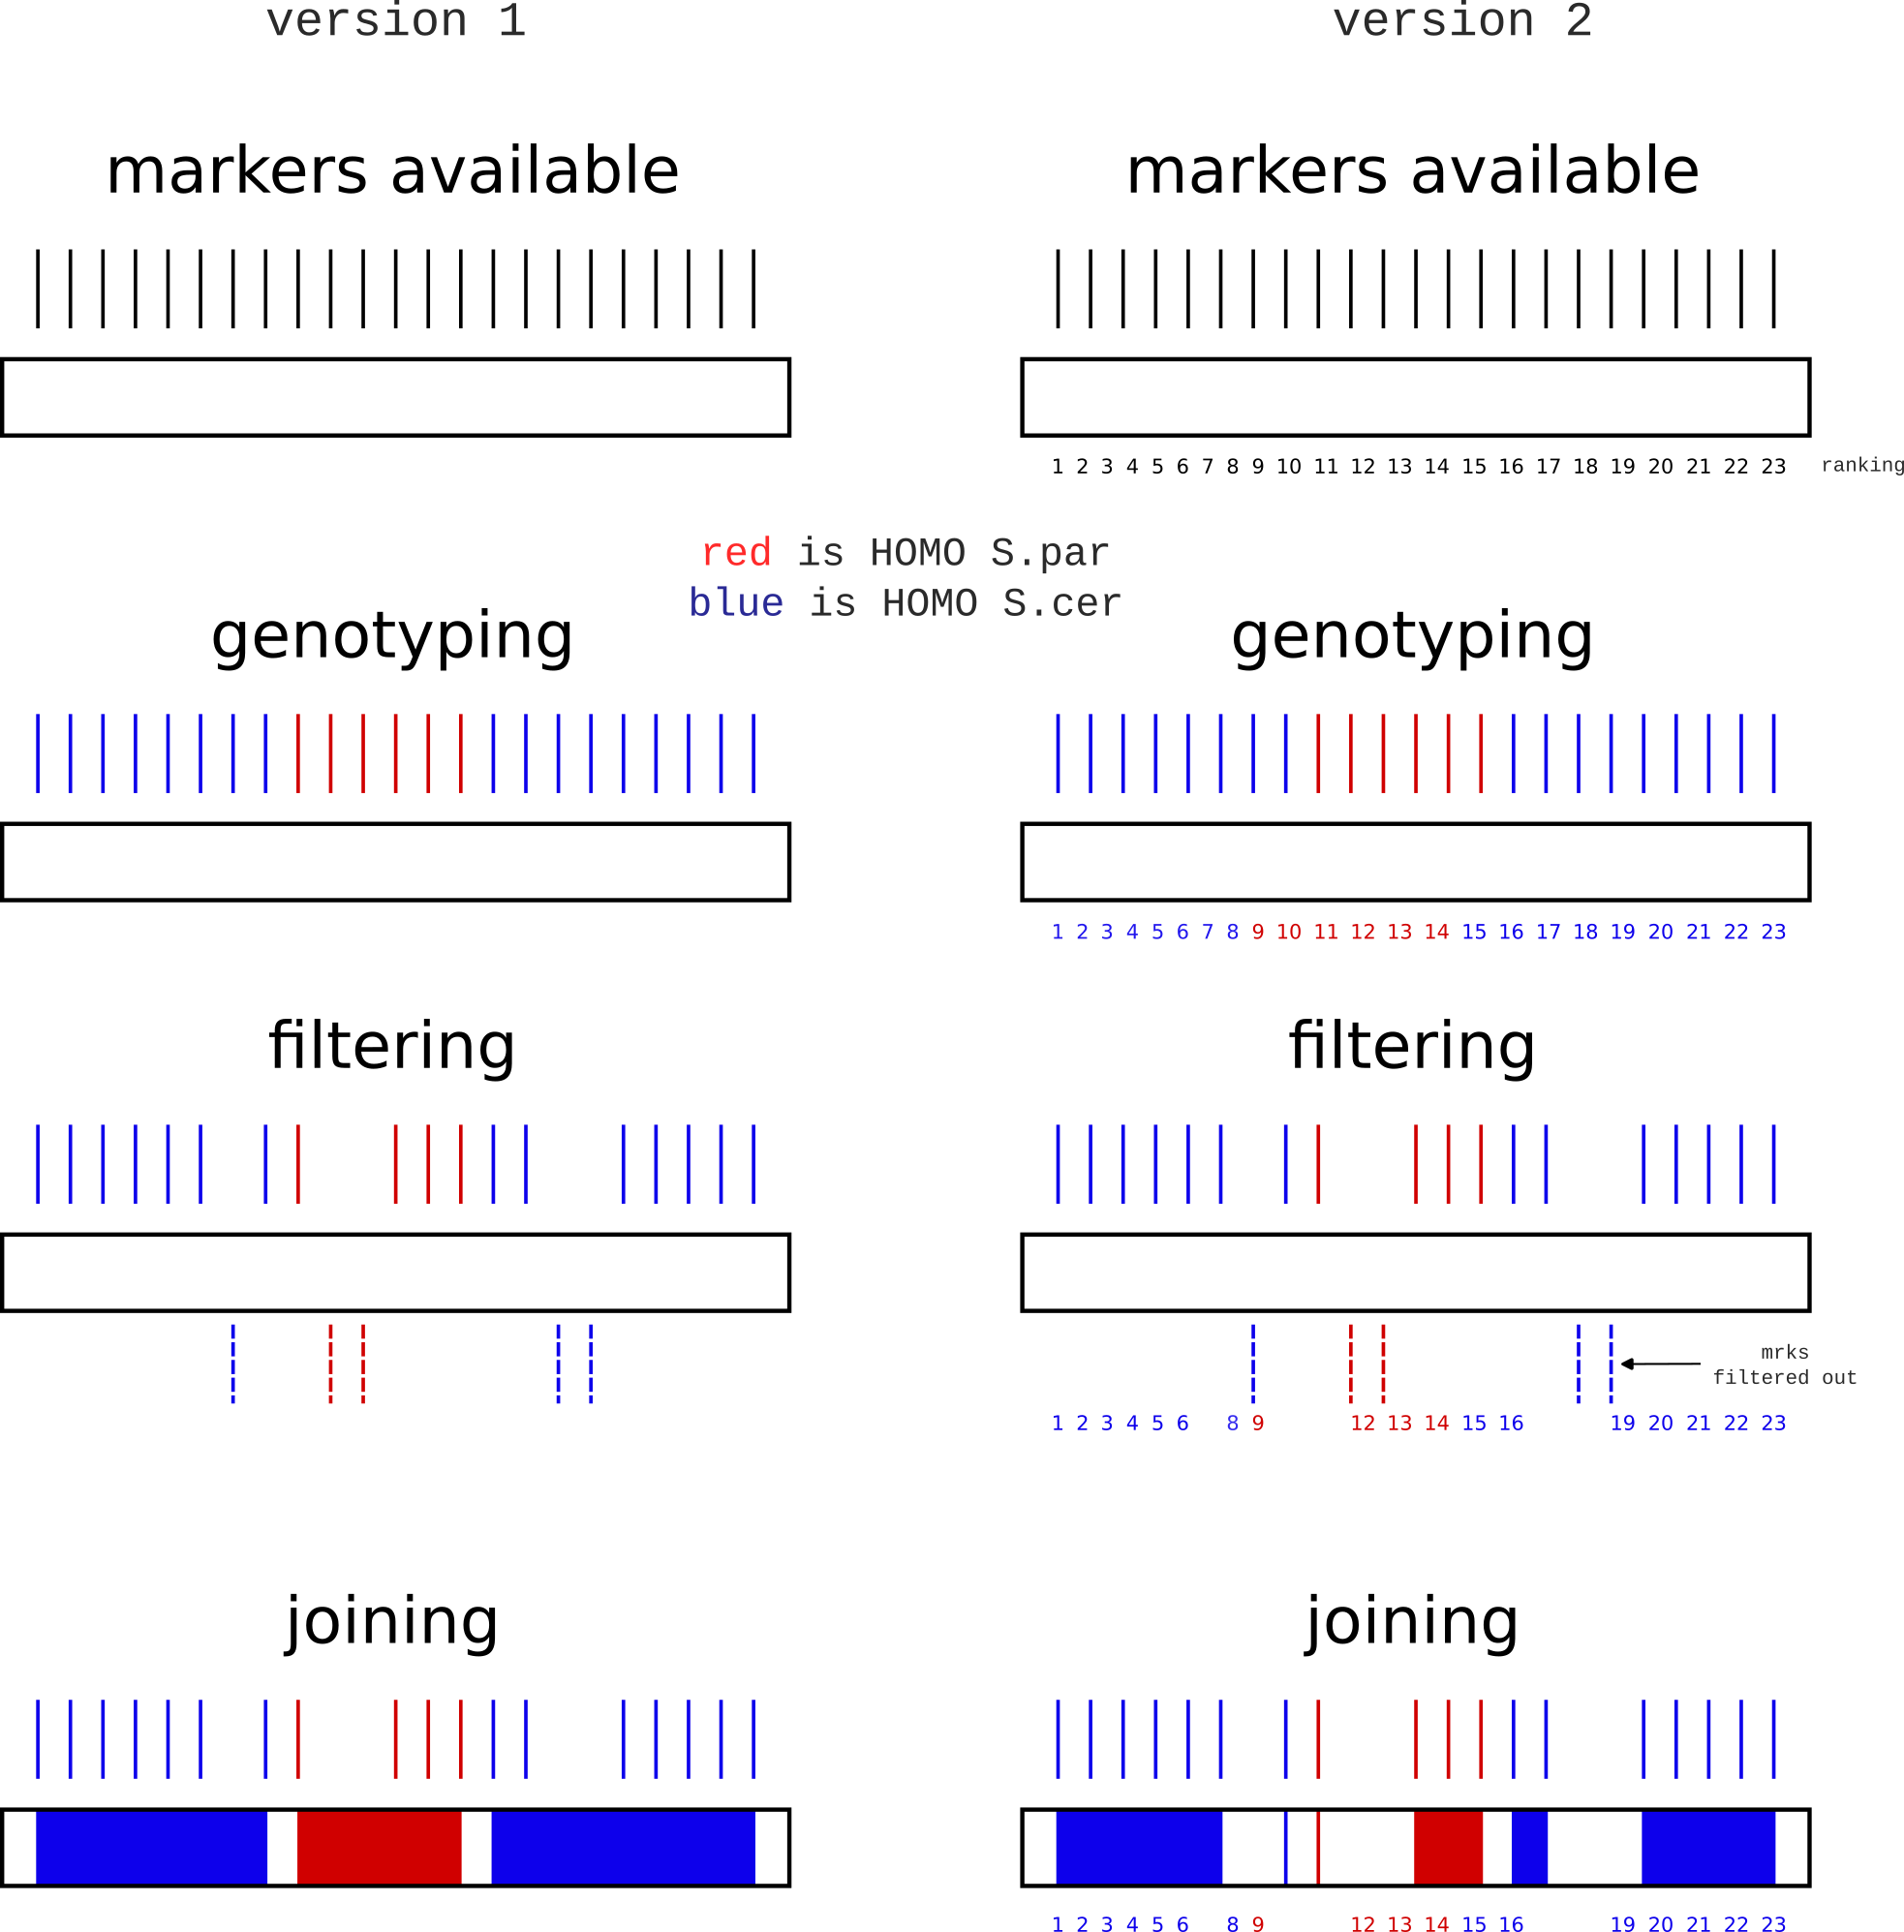 version 1
version 2
markers available
markers available
1 2 3 4 5 6 7 8 9 10 11 12 13 14 15 16 17 18 19 20 21 22 23
ranking
red is HOMO S.par
blue is HOMO S.cer
genotyping
genotyping
1 2 3 4 5 6 7 8 9 10 11 12 13 14 15 16 17 18 19 20 21 22 23
filtering
filtering
mrks
filtered out
1 2 3 4 5 6 8 9 12 13 14 15 16 19 20 21 22 23
joining
joining
1 2 3 4 5 6 8 9 12 13 14 15 16 19 20 21 22 23